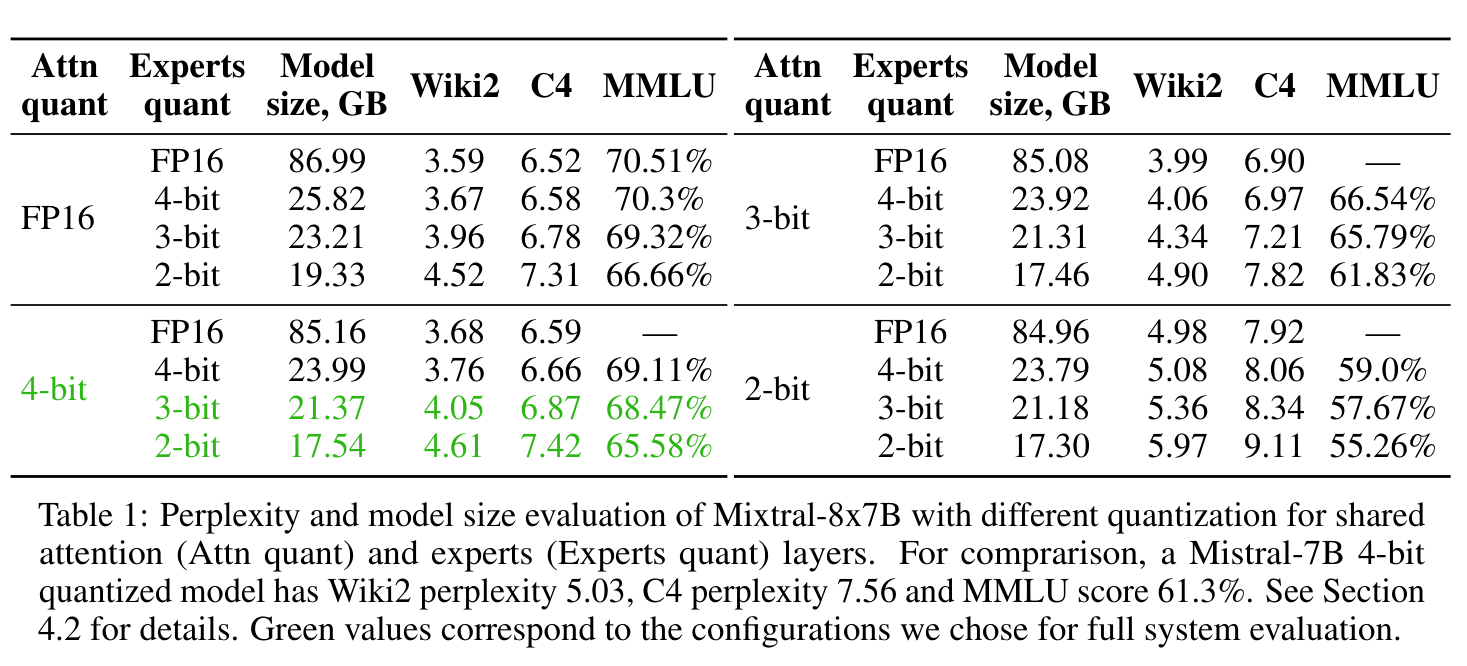 Attn Experts Model Wiki2 C4 MMLU Attn Experts Model Wiki2 C4 MMLU
quant quant size, GB quant quant size, GB
FP16 86.99 3.59 6.52 70.51% FP16 85.08 3.99 6.90 —
FP16 4-bit 25.82 3.67 6.58 70.3% 3-bit 4-bit 23.92 4.06 6.97 66.54%
3-bit 23.21 3.96 6.78 69.32% 3-bit 21.31 4.34 7.21 65.79%
2-bit 19.33 4.52 7.31 66.66% 2-bit 17.46 4.90 7.82 61.83%
FP16 85.16 3.68 6.59 — FP16 84.96 4.98 7.92 —
4-bit 4-bit 23.99 3.76 6.66 69.11% 2-bit 4-bit 23.79 5.08 8.06 59.0%
3-bit 21.37 4.05 6.87 68.47% 3-bit 21.18 5.36 8.34 57.67%
2-bit 17.54 4.61 7.42 65.58% 2-bit 17.30 5.97 9.11 55.26%
Table 1: Perplexity and model size evaluation of Mixtral-8x7B with different quantization for shared
attention (Attn quant) and experts (Experts quant) layers. For comprarison, a Mistral-7B 4-bit
quantized model has Wiki2 perplexity 5.03, C4 perplexity 7.56 and MMLU score 61.3%. See Section
4.2 for details. Green values correspond to the configurations we chose for full system evaluation.